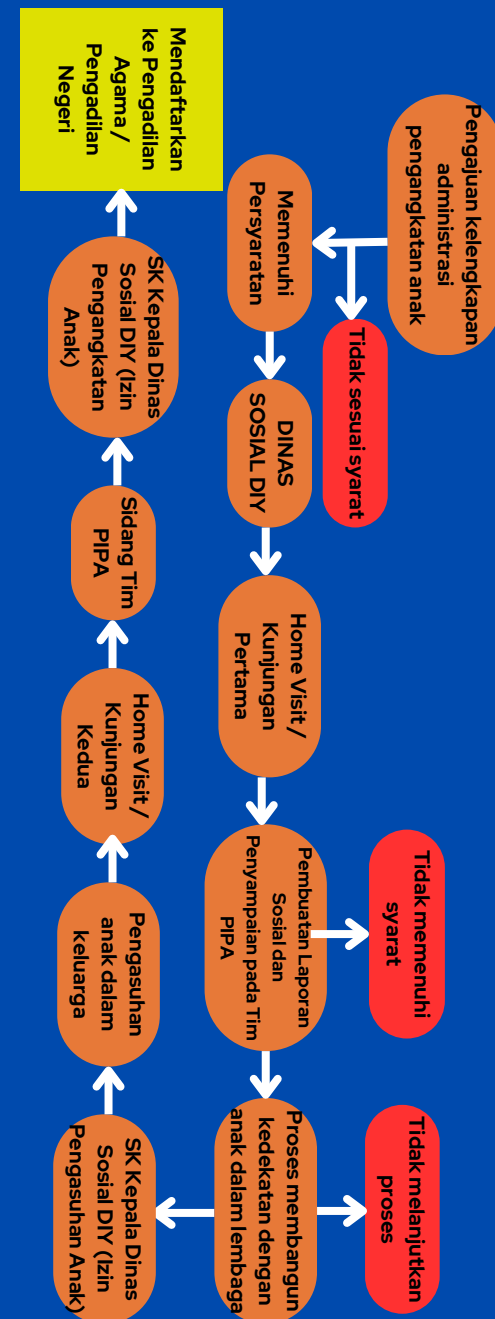 Pengajuan kelengkapan
administrasi
pengangkatan anak
Memenuhi
Persyaratan
Tidak sesuai syarat
DINAS
SOSIAL DIY
Home Visit /
Kunjungan
Pertama
Pembuatan Laporan
Sosial dan
Penyampaian pada Tim
PIPA
Tidak memenuhi
syarat
Proses membangun
kedekatan dengan
anak dalam lembaga
Tidak melanjutkan
proses
SK Kepala Dinas
Sosial DIY (Izin
Pengasuhan Anak)
Pengasuhan
anak dalam
keluarga
Home Visit /
Kunjungan
Kedua
Sidang Tim
PIPA
SK Kepala Dinas
Sosial DIY (Izin
Pengangkatan
Anak)
Mendaftarkan
ke Pengadilan
Agama /
Pengadilan
Negeri